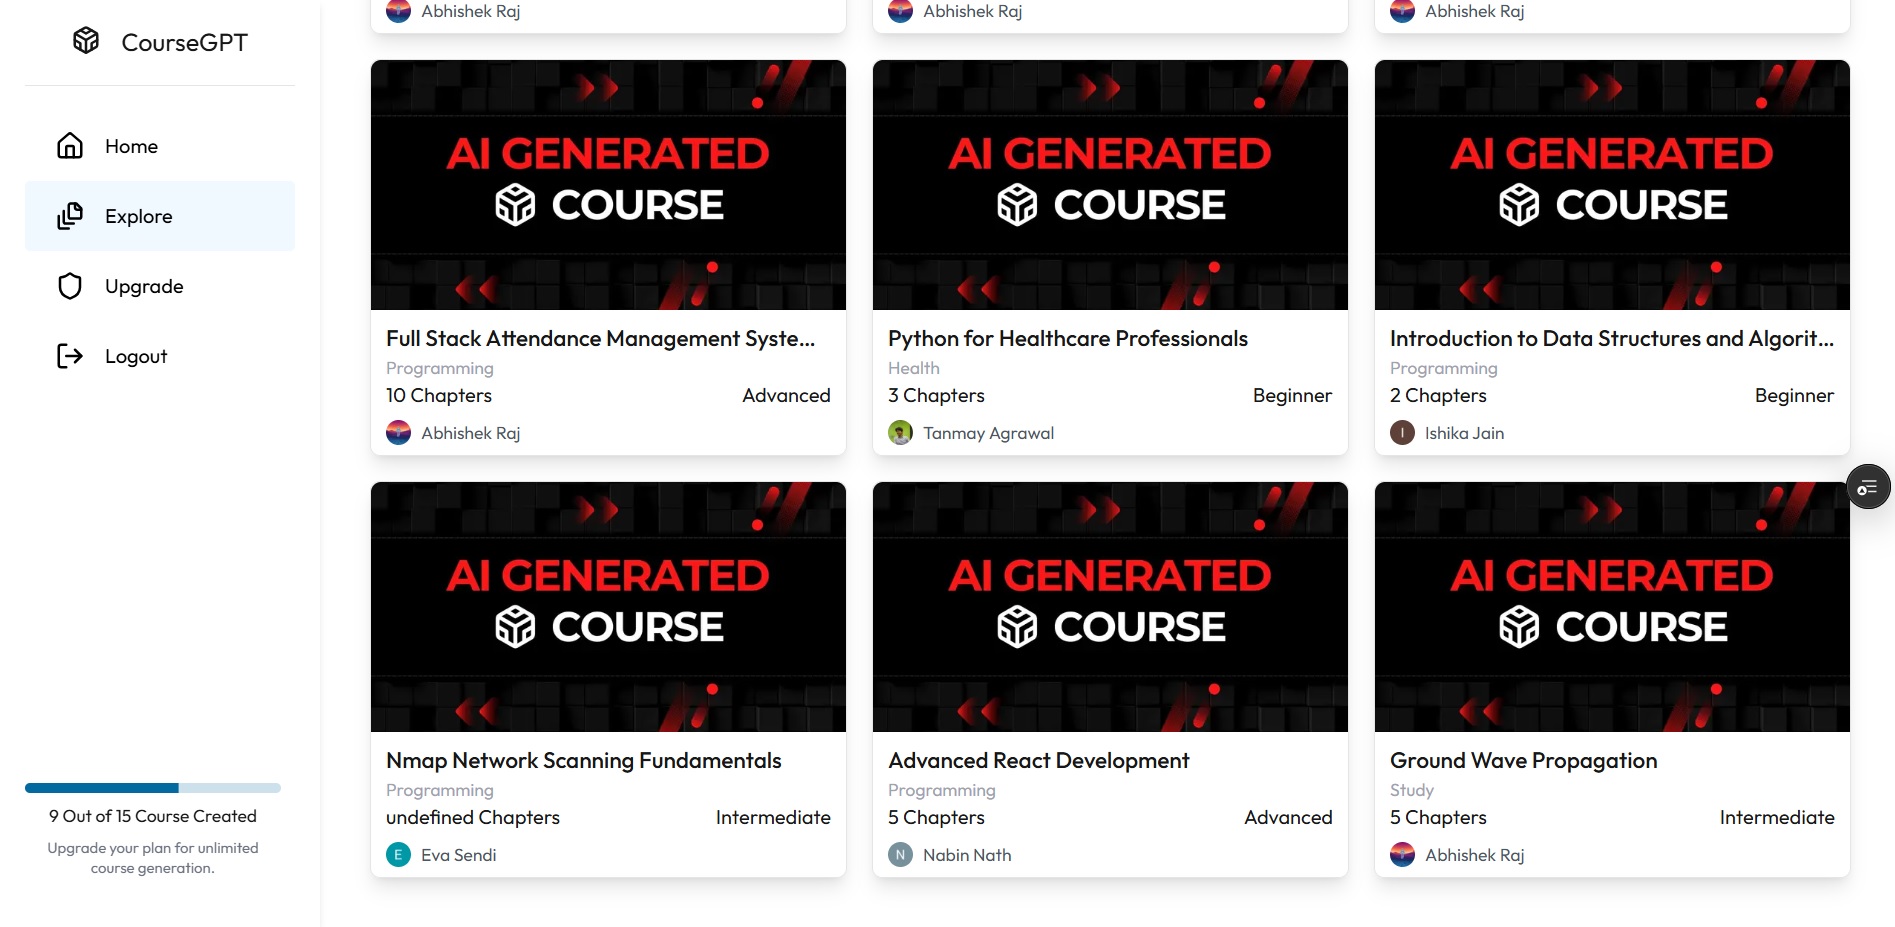 CourseGPT
Home
Explore
Upgrade
Logout
9 Out of 15 Course Created
Upgrade your plan for unlimited
course generation.
Abhishek Raj
Abhishek Raj
Abhishek Raj
AI GENERATED
COURSE
Full Stack Attendance Management Syste...
Programming
10 Chapters Advanced
Abhishek Raj
AI GENERATED
COURSE
Python for Healthcare Professionals
Health
3 Chapters Beginner
Tanmay Agrawal
AI GENERATED
COURSE
Introduction to Data Structures and Algorit...
Programming
2 Chapters Beginner
I Ishika Jain
AI GENERATED
COURSE
Nmap Network Scanning Fundamentals
Programming
undefined Chapters Intermediate
E Eva Sendi
AI GENERATED
COURSE
Advanced React Development
Programming
5 Chapters Advanced
N Nabin Nath
AI GENERATED
COURSE
Ground Wave Propagation
Study
5 Chapters Intermediate
Abhishek Raj